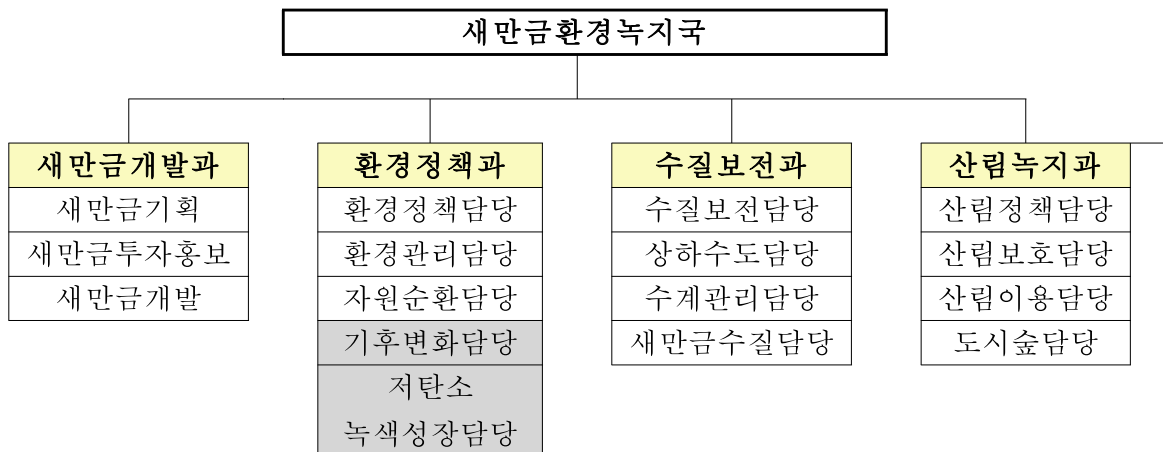 새만금환경녹지국
새만금개발과
새만금기획
새만금투자홍보
새만금개발
환경정책과
환경정책담당
환경관리담당
자원순환담당
기후변화담당
저탄소
녹색성장담당
수질보전과
수질보전담당
상하수도담당
수계관리담당
새만금수질담당
산림녹지과
산림정책담당
산림보호담당
산림이용담당
도시숲담당